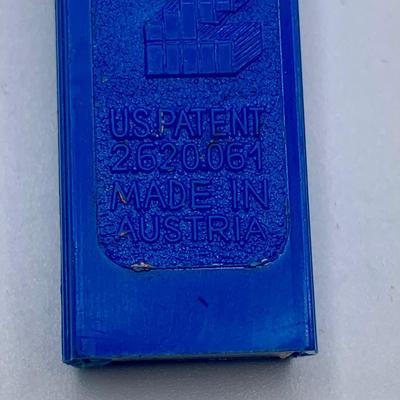 U.S. PATENT
2.620.061
MADE IN
AUSTRIA